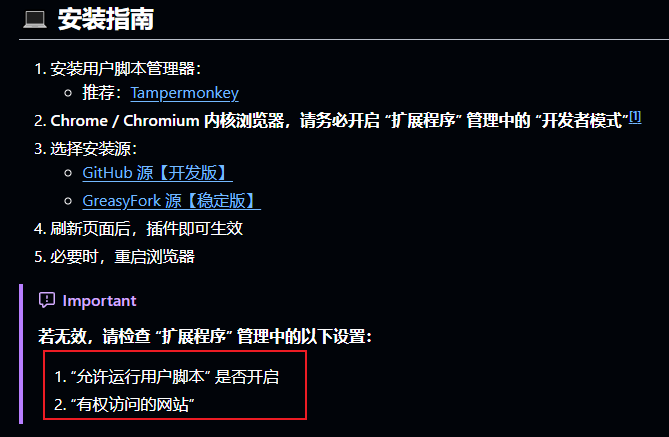 💻 安装指南
1. 安装用户脚本管理器：
推荐：Tampermonkey
2. Chrome / Chromium 内核浏览器，请务必开启 “扩展程序” 管理中的 “开发者模式”[1]
3. 选择安装源：
GitHub 源【开发版】
GreasyFork 源【稳定版】
4. 刷新页面后，插件即可生效
5. 必要时，重启浏览器
Important
若无效，请检查 “扩展程序” 管理中的以下设置：
1. “允许运行用户脚本” 是否开启
2. “有权访问的网站”